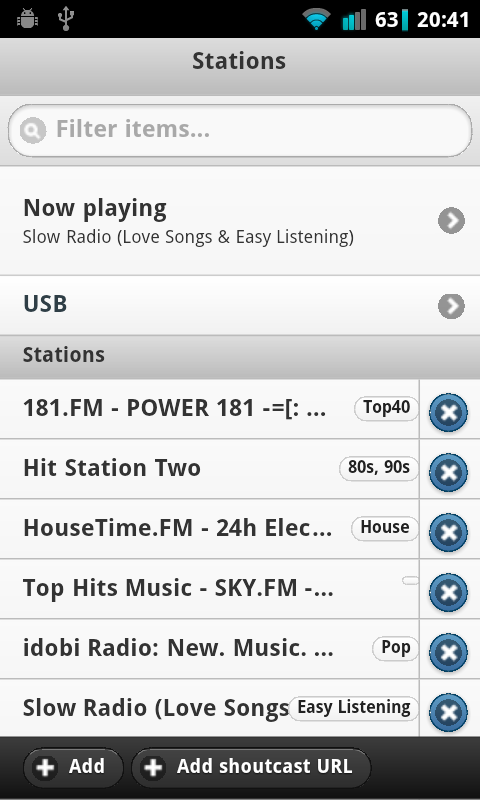 63 20:41
Stations
Filter items...
Now playing
Slow Radio (Love Songs & Easy Listening)
USB
Stations
181.FM - POWER 181 -=[: ... Top40
Hit Station Two 80s, 90s
HouseTime.FM - 24h Elec... House
Top Hits Music - SKY.FM -...
idobi Radio: New. Music. ... Pop
Slow Radio (Love Songs Easy Listening
Add Add shoutcast URL